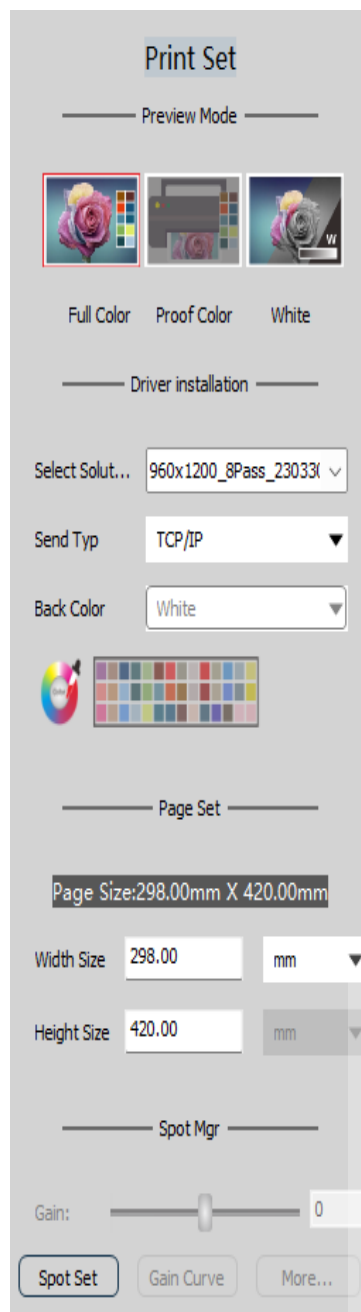 Print Set
Preview Mode
W
Full Color Proof Color White
Driver installation
Select Solut... 960x1200_8Pass_230330
Send Typ TCP/IP
Back Color White
Page Set
Page Size:298.00mm X 420.00mm
Width Size 298.00 mm
Height Size 420.00 mm
Spot Mgr
Gain: 0
Spot Set Gain Curve More...